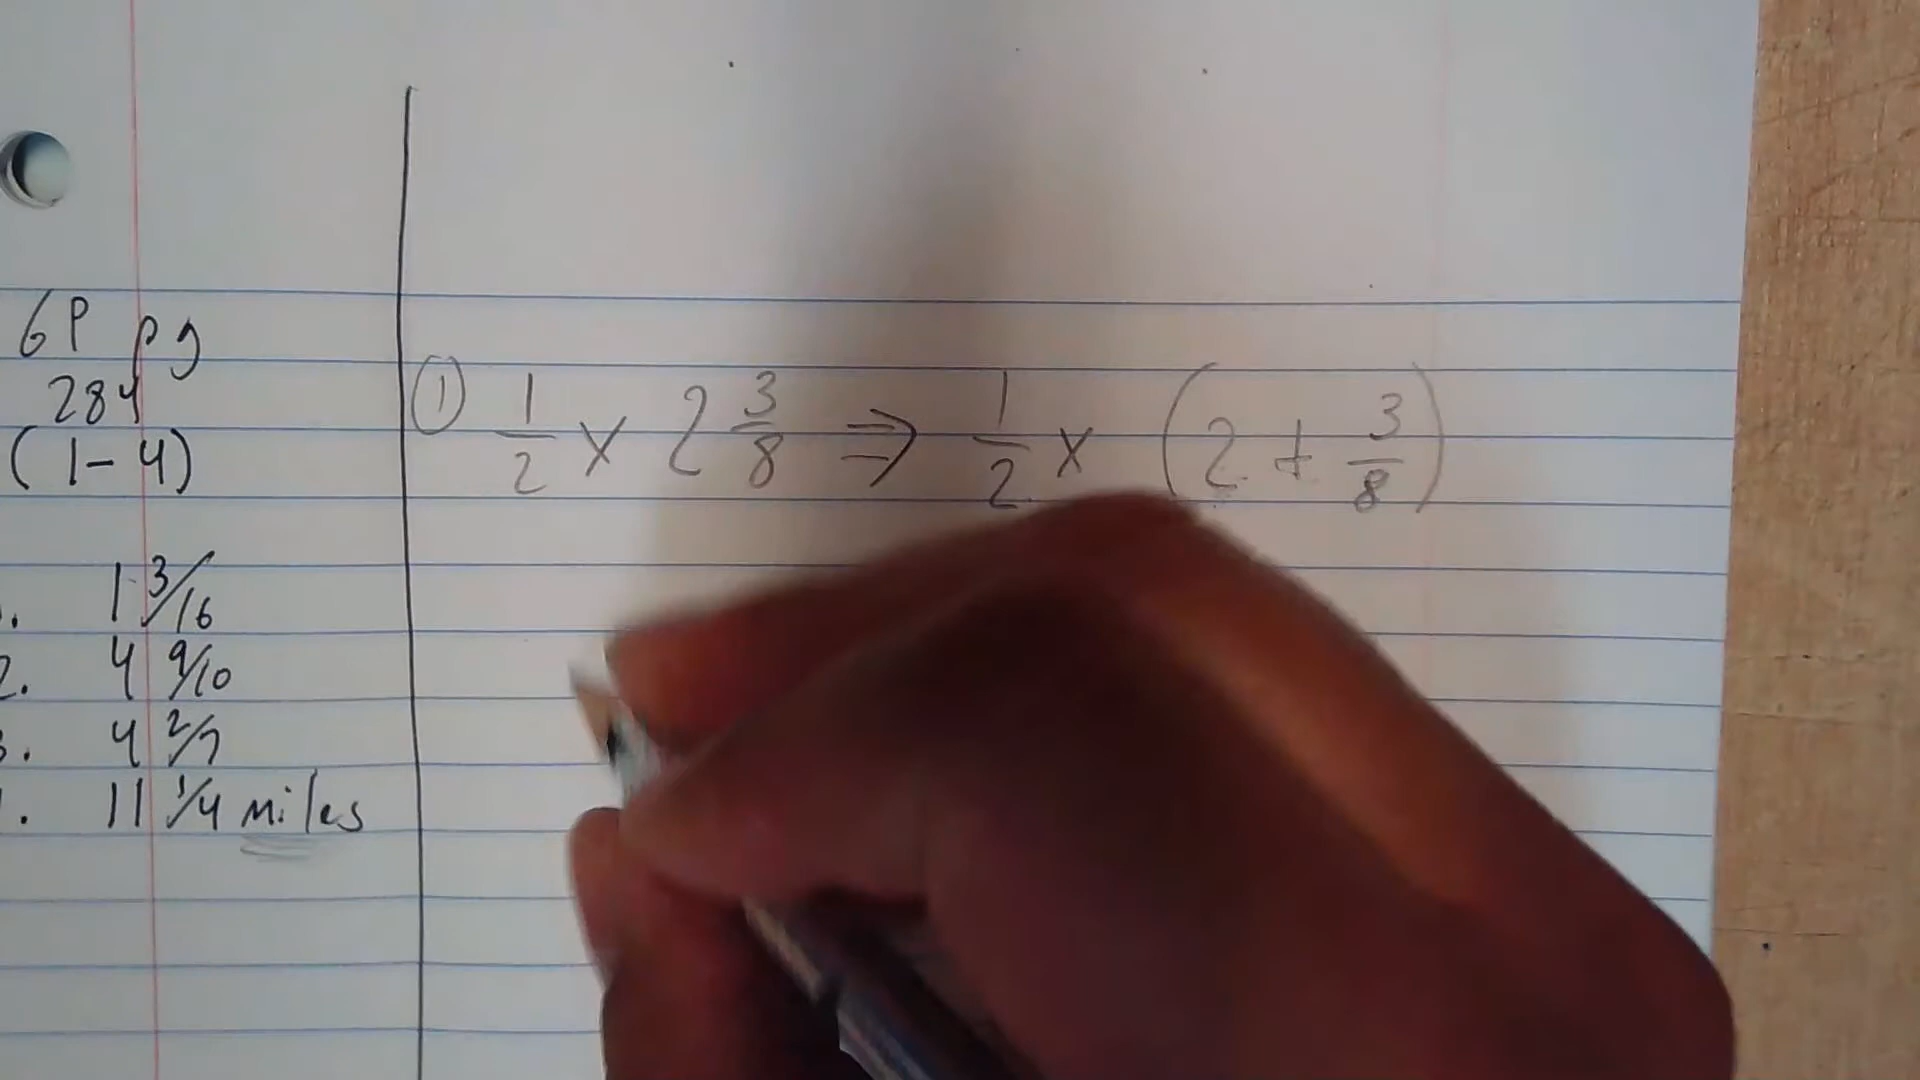 6P pg
284
(1-4)
① 1/2 x 2 3/8 ⇒ 1/2 x (2 + 3/8)
. 1 3/16
2. 4 9/10
3. 4 2/7
. 11 1/4 miles